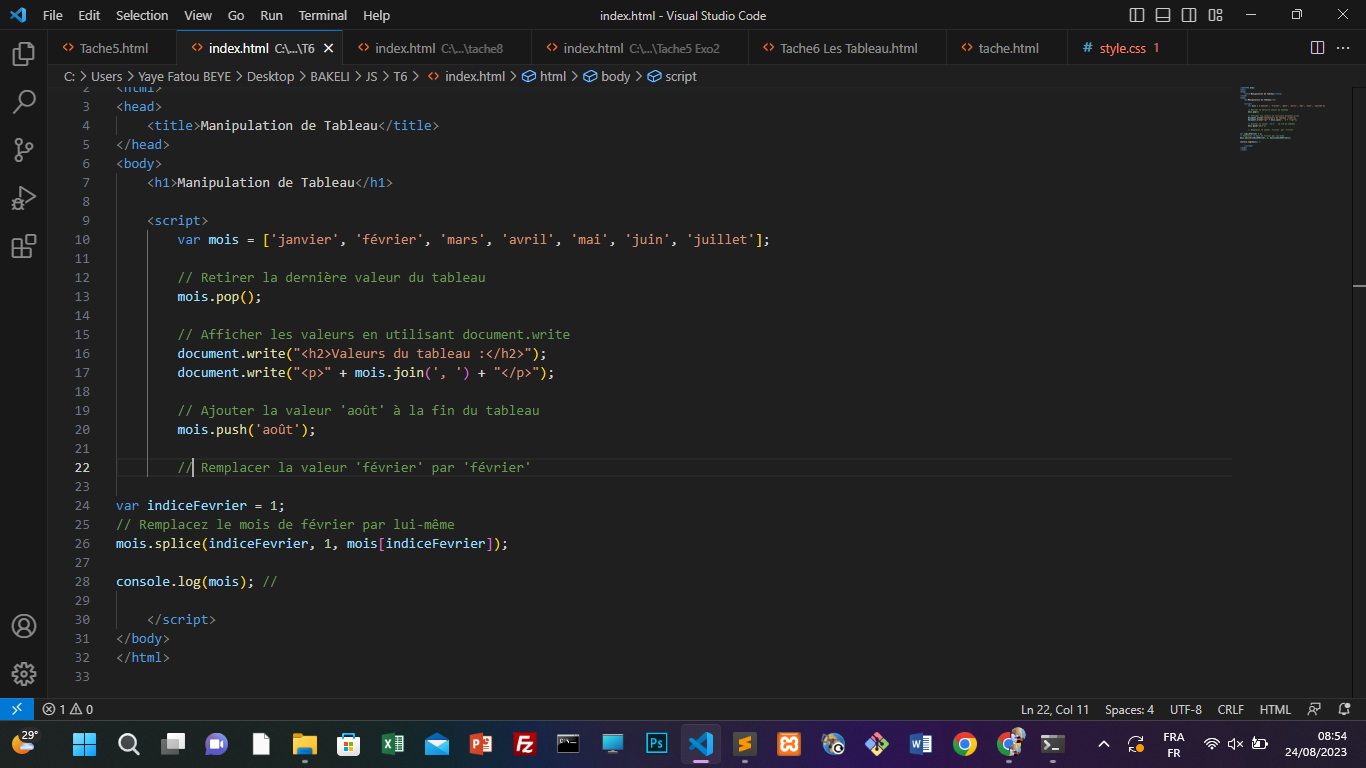 File Edit Selection View Go Run Terminal Help index.html - Visual Studio Code
Tache5.html index.html C:\...\T6 index.html C:\...\tache8 index.html C:\...\Tache5 Exo2 Tache6 Les Tableau.html tache.html # style.css 1
C: > Users > Yaye Fatou BEYE > Desktop > BAKELI > JS > T6 > index.html > html > body > script
2 <html>
3 <head>
4 <title>Manipulation de Tableau</title>
5 </head>
6 <body>
7 <h1>Manipulation de Tableau</h1>
8
9 <script>
10 var mois = ['janvier', 'février', 'mars', 'avril', 'mai', 'juin', 'juillet'];
11
12 // Retirer la dernière valeur du tableau
13 mois.pop();
14
15 // Afficher les valeurs en utilisant document.write
16 document.write("<h2>Valeurs du tableau :</h2>");
17 document.write("<p>" + mois.join(', ') + "</p>");
18
19 // Ajouter la valeur 'août' à la fin du tableau
20 mois.push('août');
21
22 // Remplacer la valeur 'février' par 'février'
23
24 var indiceFevrier = 1;
25 // Remplacez le mois de février par lui-même
26 mois.splice(indiceFevrier, 1, mois[indiceFevrier]);
27
28 console.log(mois); //
29
30 </script>
31 </body>
32 </html>
33
1 0 Ln 22, Col 11 Spaces: 4 UTF-8 CRLF HTML
29° FRA 08:54
FR 24/08/2023